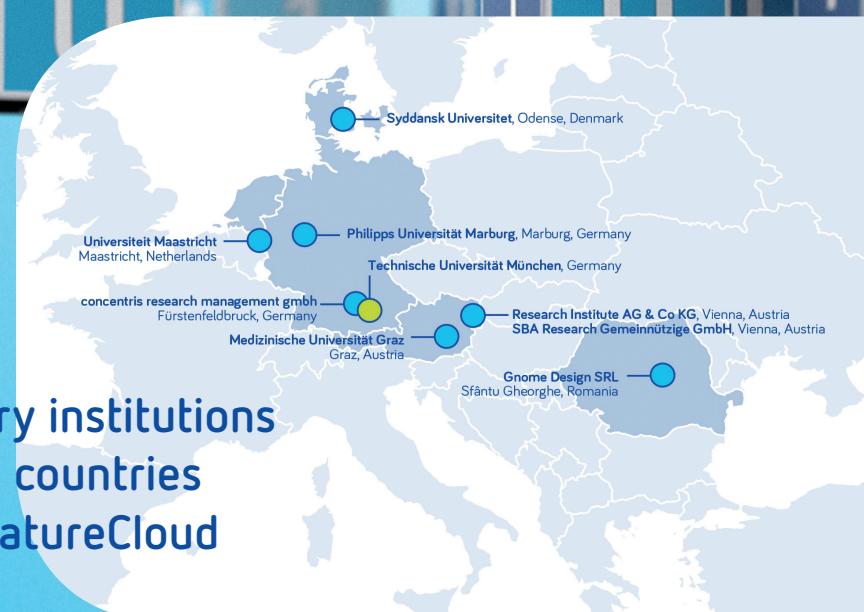 Syddansk Universitet, Odense, Denmark
Philipps Universität Marburg, Marburg, Germany
Universiteit Maastricht
Maastricht, Netherlands
Technische Universität München, Germany
concentris research management gmbh
Fürstenfeldbruck, Germany
Research Institute AG & Co KG, Vienna, Austria
SBA Research Gemeinnützige GmbH, Vienna, Austria
Medizinische Universität Graz
Graz, Austria
Gnome Design SRL
Sfântu Gheorghe, Romania
ry institutions
countries
atureCloud